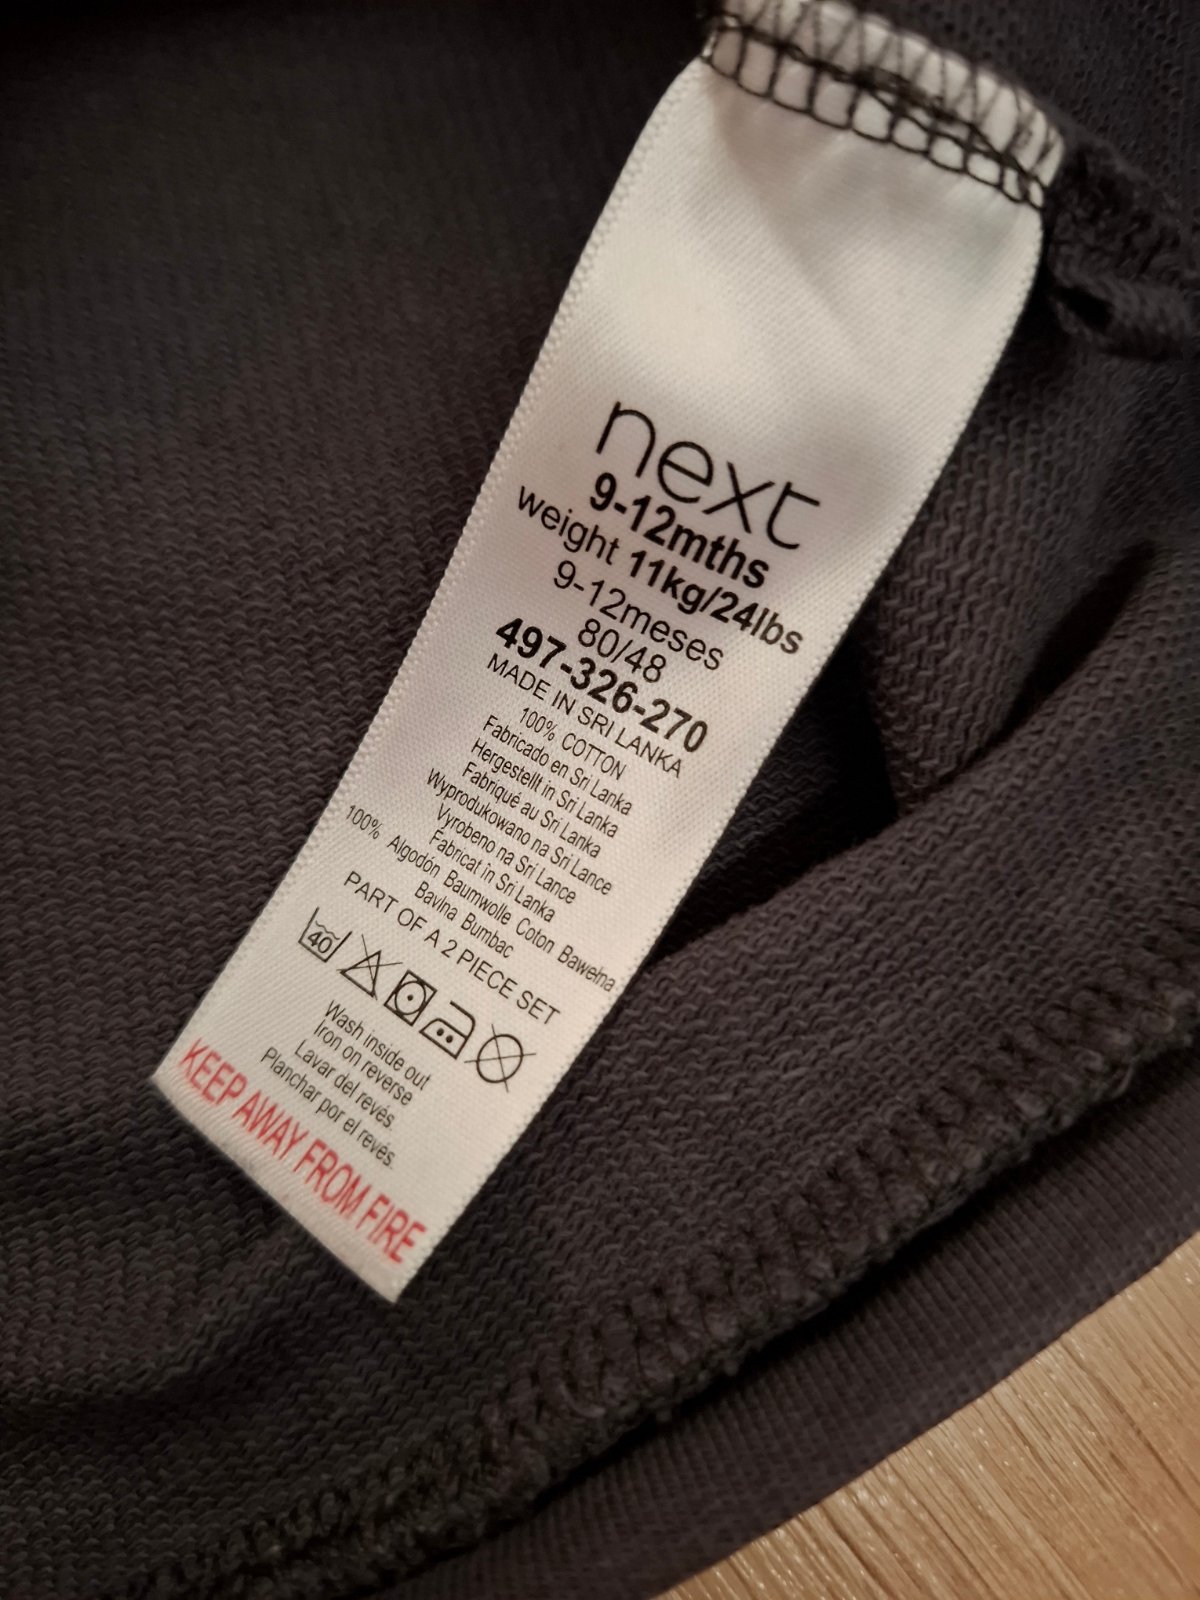 next
9-12mths
weight 11kg/24lbs
9-12meses
80/48
497-326-270
MADE IN SRI LANKA
100% COTTON
Fabricado en Sri Lanka
Hergestellt in Sri Lanka
Fabriqué au Sri Lanka
Wyprodukowano na Sri Lance
Vyrobeno na Srí Lance
Fabricat în Sri Lanka
100% Algodón Baumwolle Coton Bawełna
Bavlna Bumbac
PART OF A 2 PIECE SET
40
Wash inside out
Iron on reverse
Lavar del revés.
Planchar por el revés.
KEEP AWAY FROM FIRE